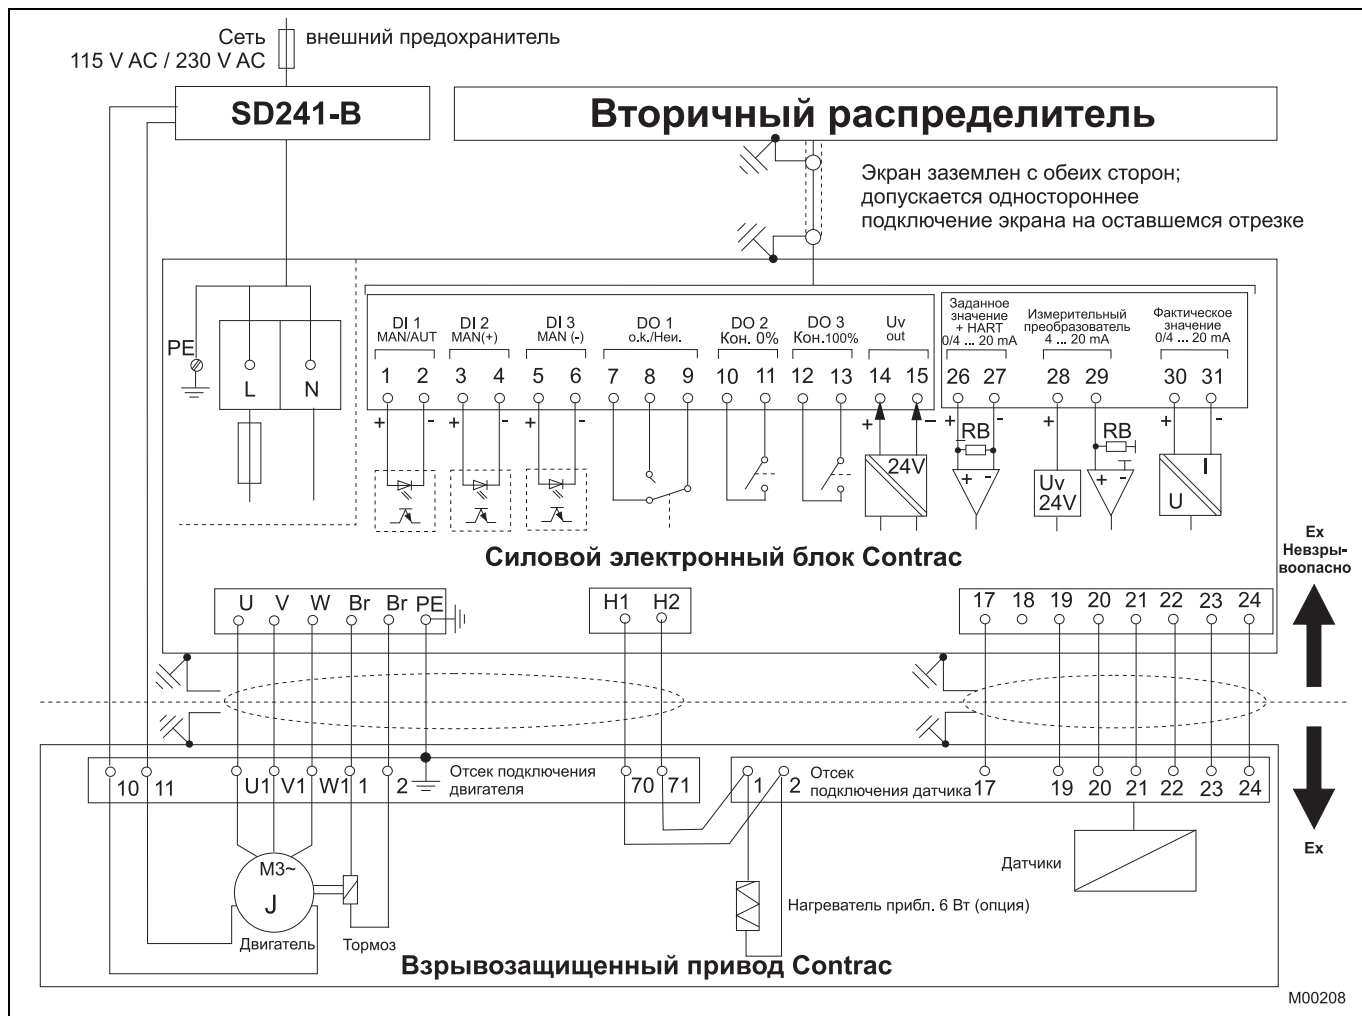 Сеть
115 V AC / 230 V AC
внешний предохранитель
SD241-B
Вторичный распределитель
Экран заземлен с обеих сторон;
допускается одностороннее
подключение экрана на оставшемся отрезке
PE
L N
DI 1
MAN/AUT
DI 2
MAN(+)
DI 3
MAN (-)
DO 1
o.k./Неи.
DO 2
Кон. 0%
DO 3
Кон.100%
Uv
out
Заданное
значение
+ HART
0/4 ... 20 mA
Измерительный
преобразователь
4 ... 20 mA
Фактическое
значение
0/4 ... 20 mA
1 2 3 4 5 6 7 8 9 10 11 12 13 14 15 26 27 28 29 30 31
+ - + - + - + – + - + + -
RB
RB
24V
+ -
Uv
24V
+ -
I
U
Силовой электронный блок Contrac
Ex
Невзры-
воопасно
U V W Br Br PE
H1 H2
17 18 19 20 21 22 23 24
10 11 U1 V1 W1 1 2
Отсек подключения
двигателя
70 71
1 2
Отсек
подключения датчика
17 19 20 21 22 23 24
Ex
M3~
J
Двигатель
Тормоз
Нагреватель прибл. 6 Вт (опция)
Датчики
Взрывозащищенный привод Contrac
M00208